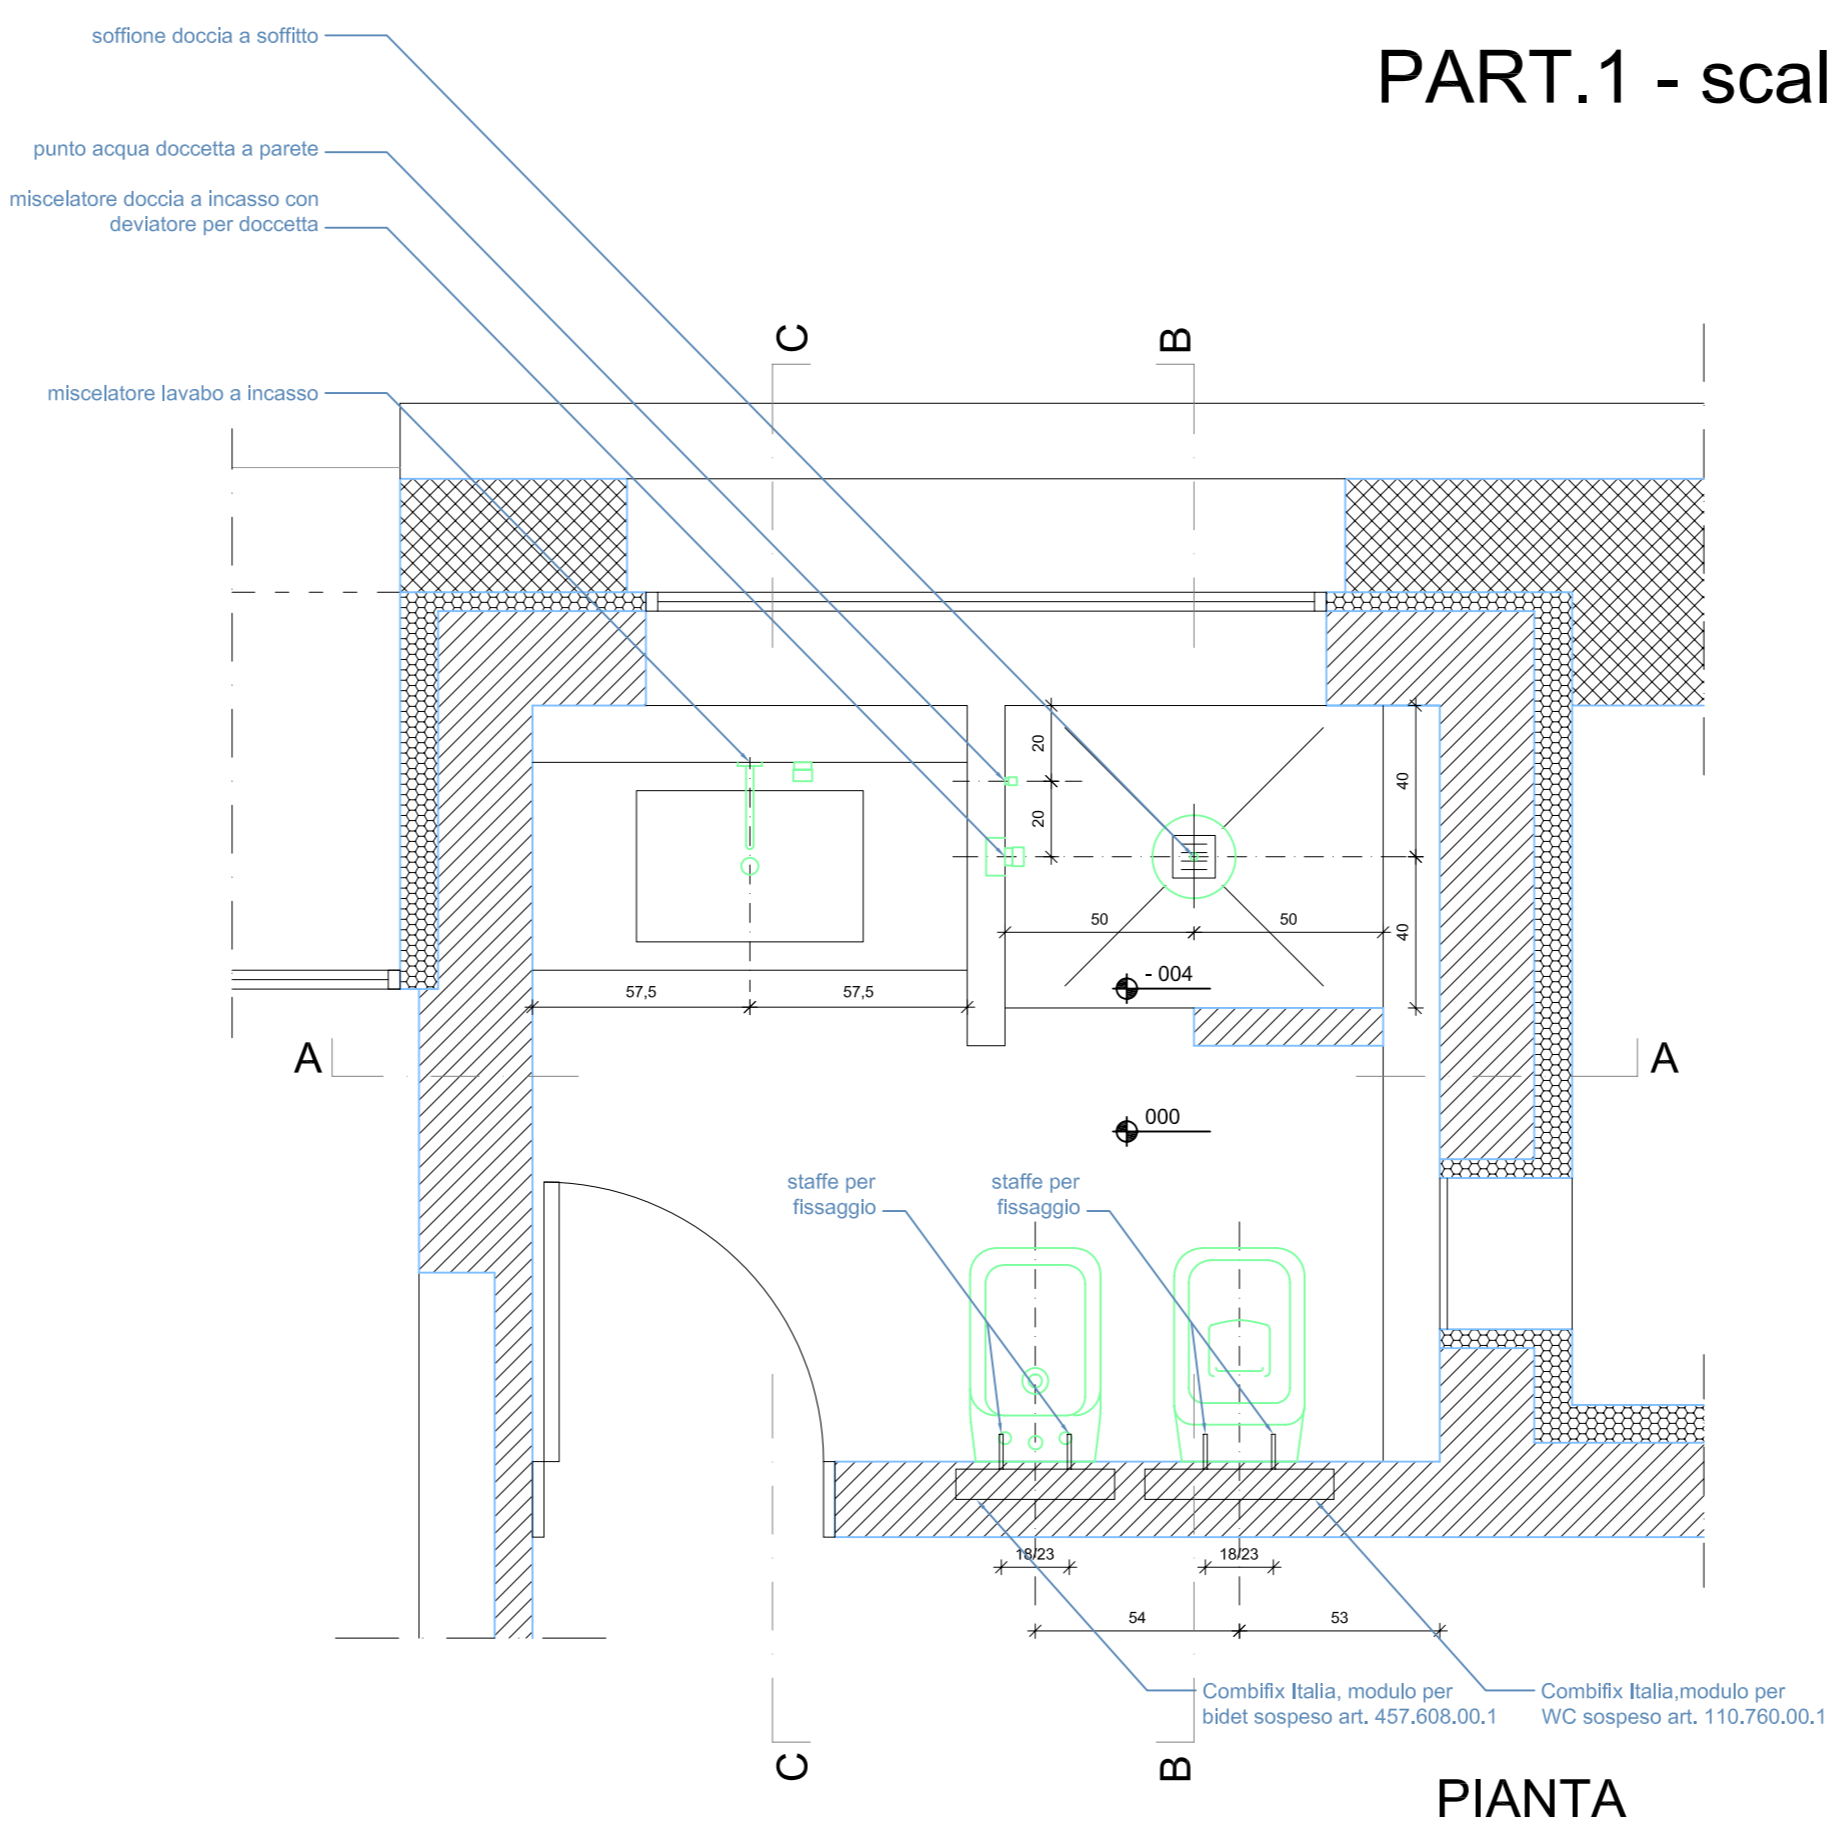 soffione doccia a soffitto
PART.1 - scal
punto acqua doccetta a parete
miscelatore doccia a incasso con
deviatore per doccetta
miscelatore lavabo a incasso
C
B
20
20
40
40
50
50
- 004
57,5
57,5
A
A
000
staffe per
fissaggio
staffe per
fissaggio
18/23
18/23
54
53
Combifix Italia, modulo per
bidet sospeso art. 457.608.00.1
Combifix Italia,modulo per
WC sospeso art. 110.760.00.1
C
B
PIANTA